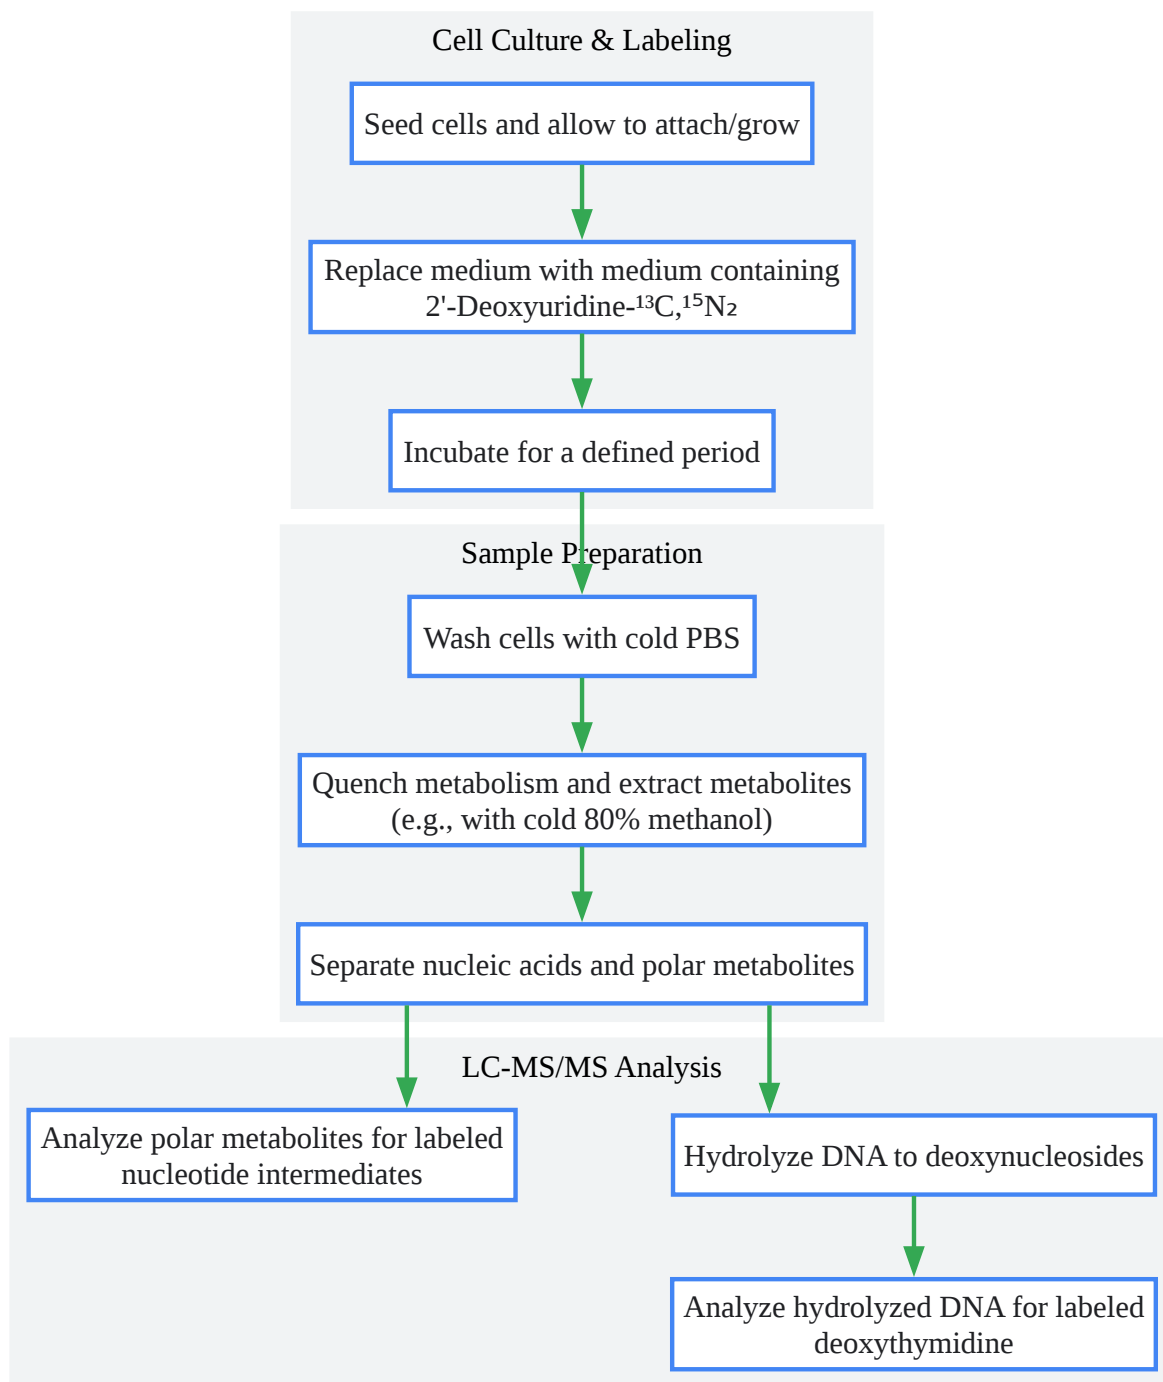 Cell Culture & Labeling
Seed cells and allow to attach/grow
Replace medium with medium containing
2'-Deoxyuridine-¹³C,¹⁵N₂
Incubate for a defined period
Sample Preparation
Wash cells with cold PBS
Quench metabolism and extract metabolites
(e.g., with cold 80% methanol)
Separate nucleic acids and polar metabolites
LC-MS/MS Analysis
Analyze polar metabolites for labeled
nucleotide intermediates
Hydrolyze DNA to deoxynucleosides
Analyze hydrolyzed DNA for labeled
deoxythymidine